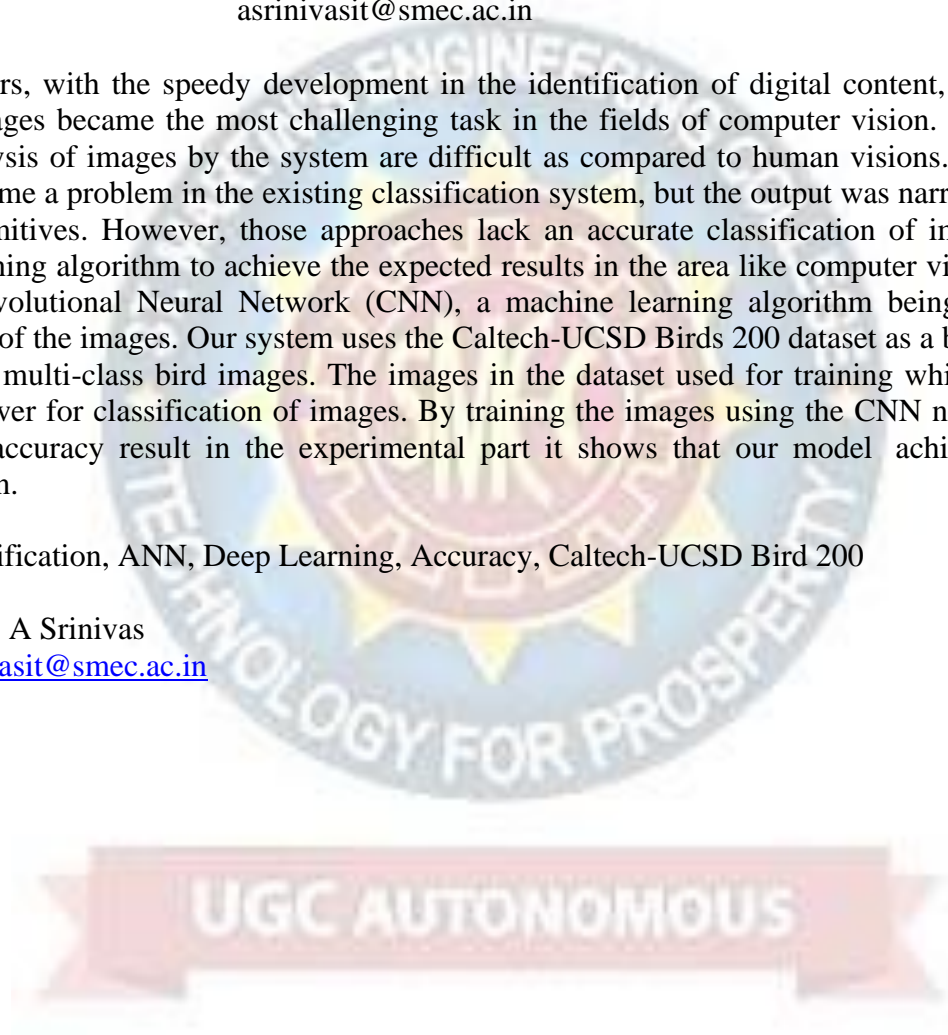 asrinivasit@smec.ac.in
rs, with the speedy development in the identification of digital content,
ages became the most challenging task in the fields of computer vision.
ysis of images by the system are difficult as compared to human visions.
me a problem in the existing classification system, but the output was narr
mitives. However, those approaches lack an accurate classification of in
ning algorithm to achieve the expected results in the area like computer vi
volutional Neural Network (CNN), a machine learning algorithm being
of the images. Our system uses the Caltech-UCSD Birds 200 dataset as a b
multi-class bird images. The images in the dataset used for training whi
wer for classification of images. By training the images using the CNN n
accuracy result in the experimental part it shows that our model achi
n.
ification, ANN, Deep Learning, Accuracy, Caltech-UCSD Bird 200
A Srinivas
asit@smec.ac.in
ENGINEERING COLLEGE
TECHNOLOGY FOR PROSPERITY
UGC AUTONOMOUS